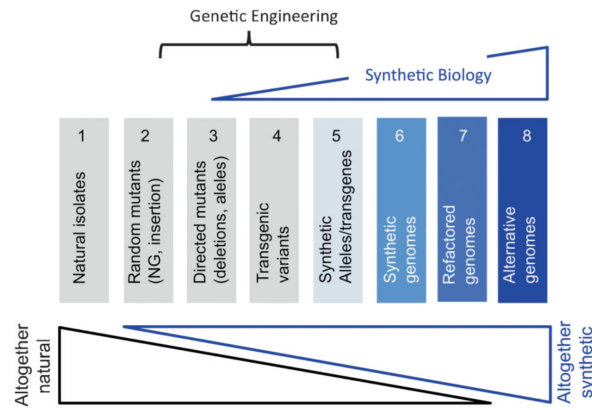 Genetic Engineering
Synthetic Biology
1
Natural isolates
2
Random mutants
(NG, insertion)
3
Directed mutants
(deletions, aleles)
4
Transgenic
variants
5
Synthetic
Alleles/transgenes
6
Synthetic
genomes
7
Refactored
genomes
8
Alternative
genomes
Altogether
natural
Altogether
synthetic